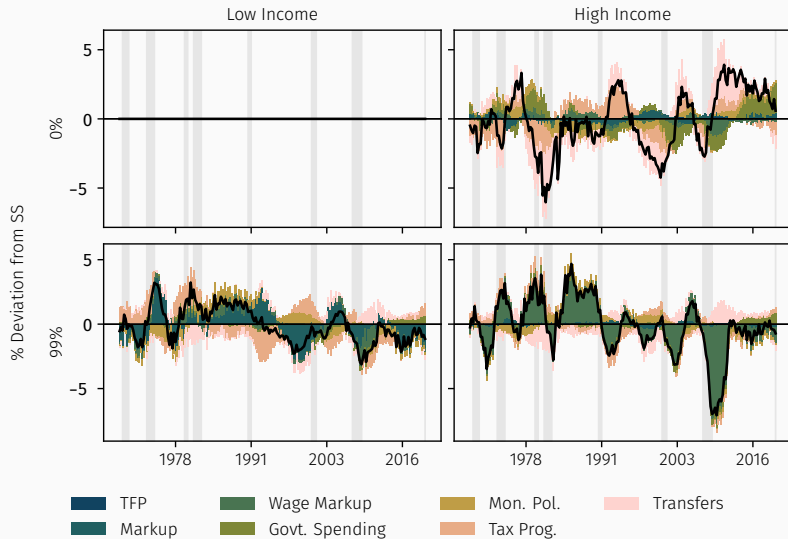 Low Income High Income
5
0
−5
0%
5
0
−5
99%
% Deviation from SS
1978 1991 2003 2016 1978 1991 2003 2016
TFP Wage Markup Mon. Pol. Transfers
Markup Govt. Spending Tax Prog.